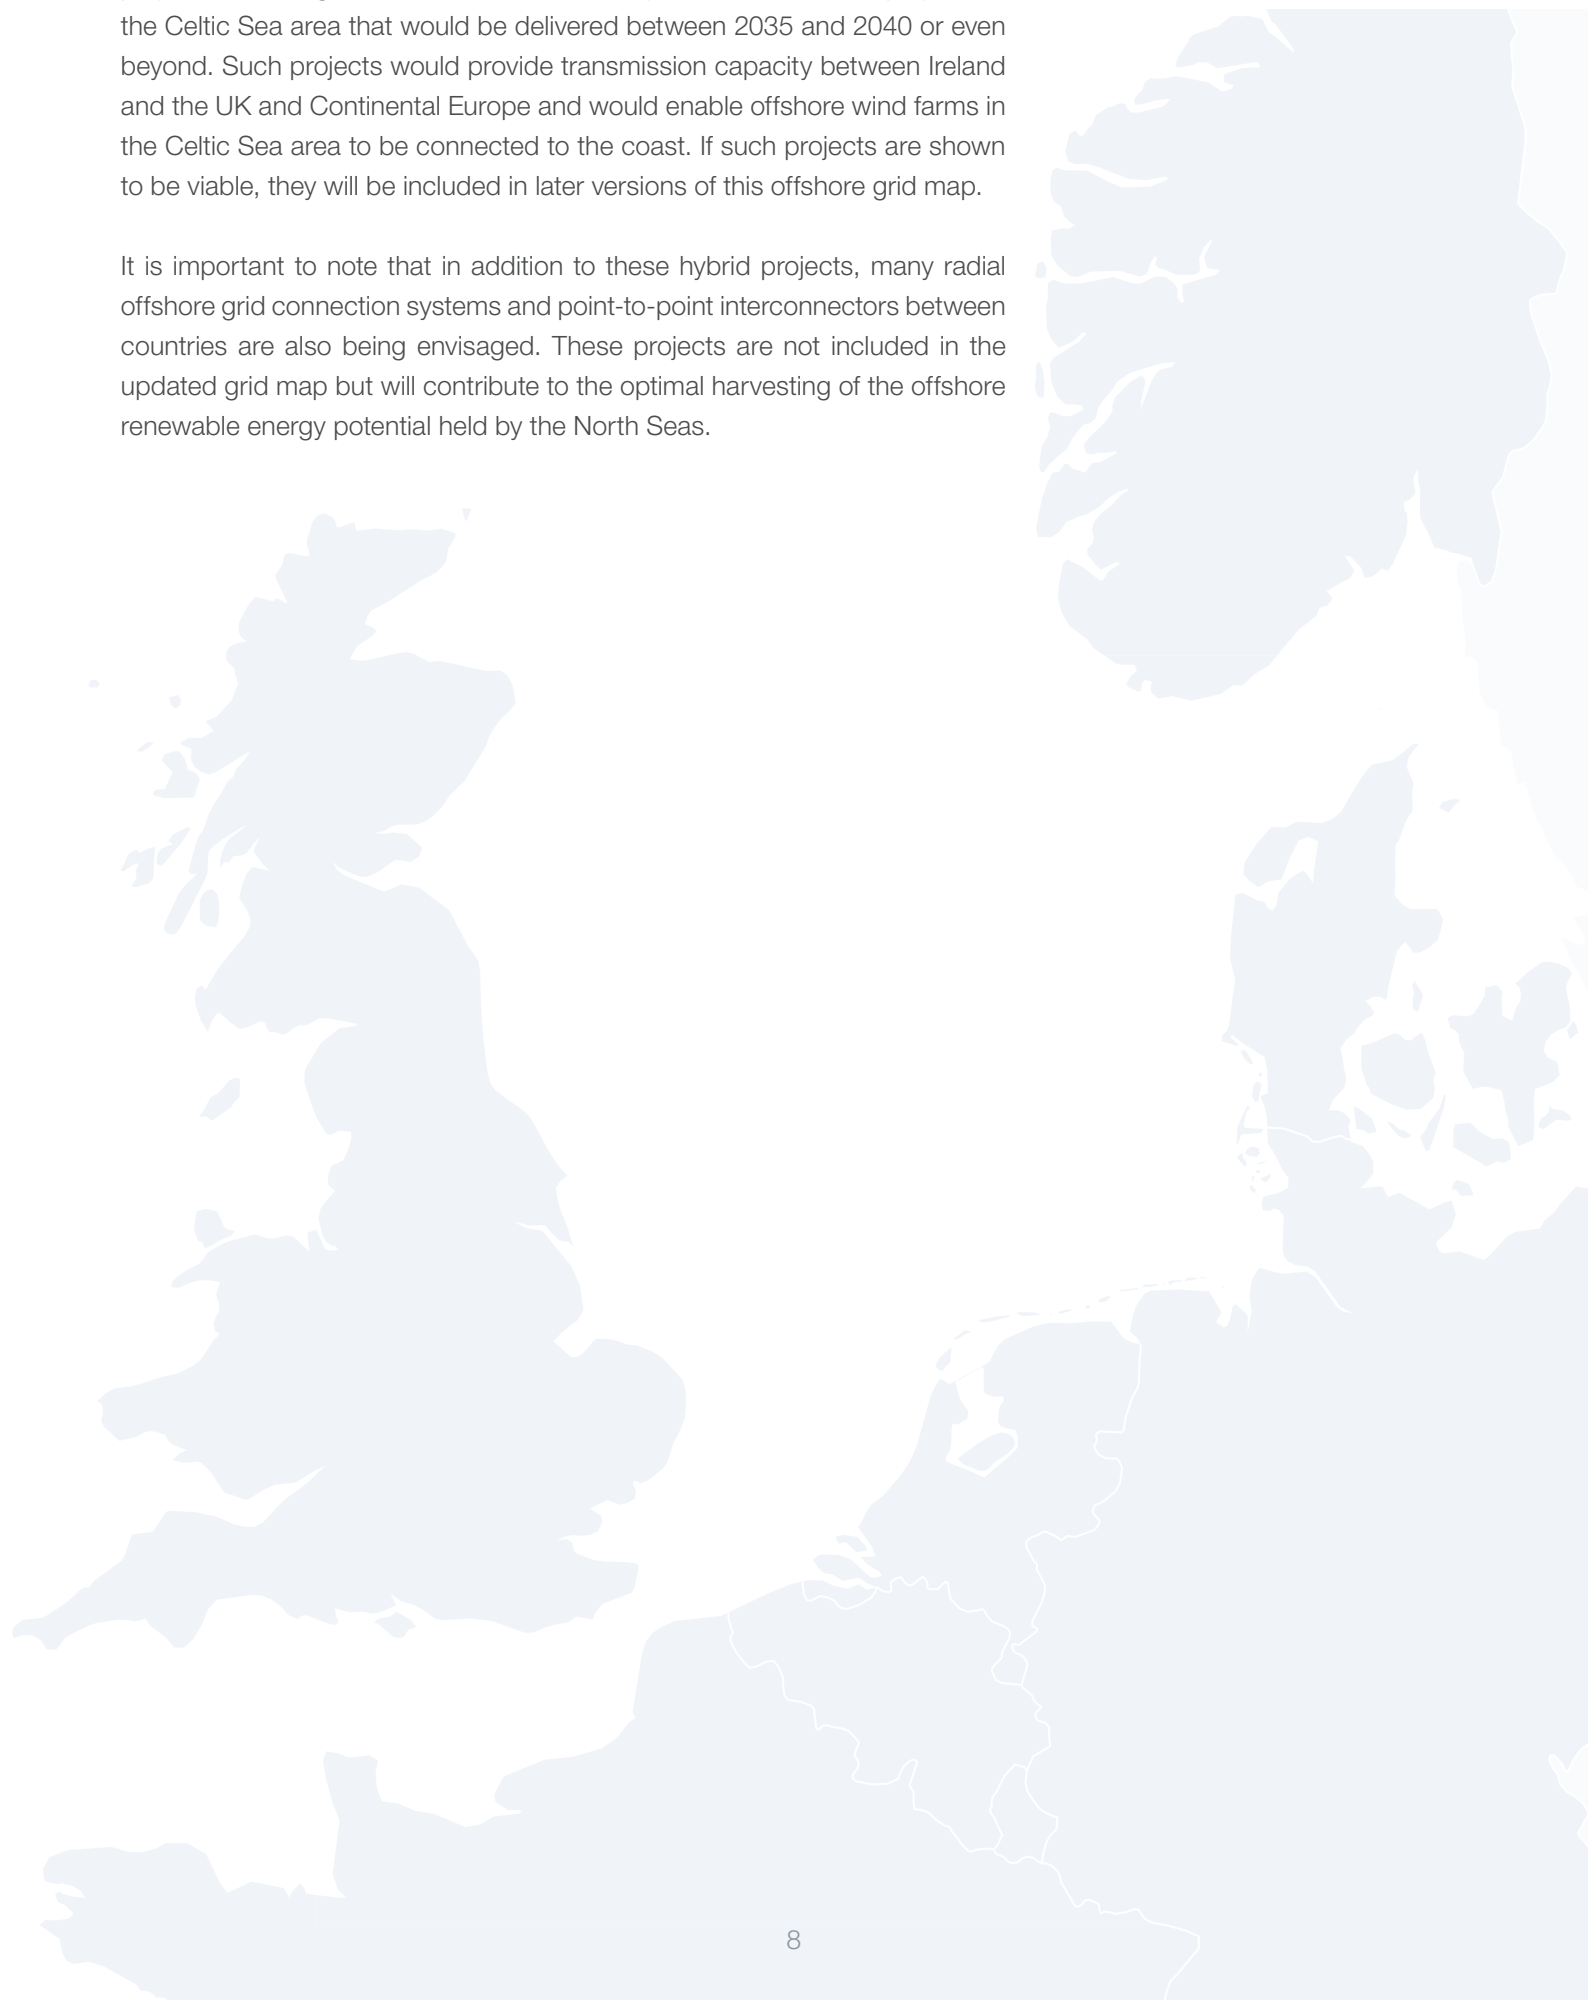 the Celtic Sea area that would be delivered between 2035 and 2040 or even
beyond. Such projects would provide transmission capacity between Ireland
and the UK and Continental Europe and would enable offshore wind farms in
the Celtic Sea area to be connected to the coast. If such projects are shown
to be viable, they will be included in later versions of this offshore grid map.
It is important to note that in addition to these hybrid projects, many radial
offshore grid connection systems and point-to-point interconnectors between
countries are also being envisaged. These projects are not included in the
updated grid map but will contribute to the optimal harvesting of the offshore
renewable energy potential held by the North Seas.
8